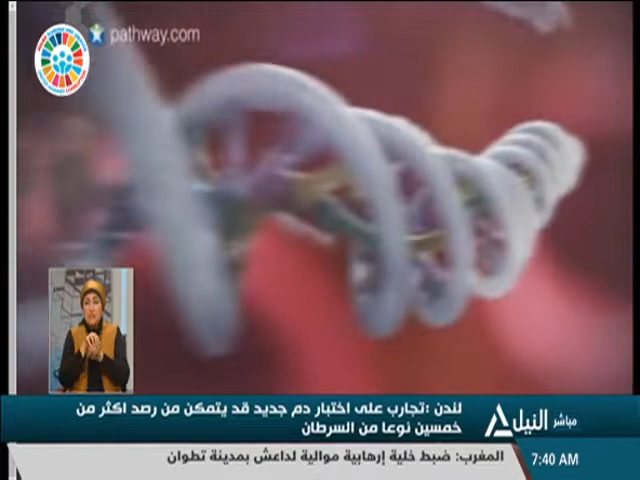 pathway.com
لندن :تجارب على اختبار دم جديد قد يتمكن من رصد اكثر من
خمسين نوعا من السرطان
النيل مباشر
المغرب: ضبط خلية إرهابية موالية لداعش بمدينة تطوان
7:40 AM